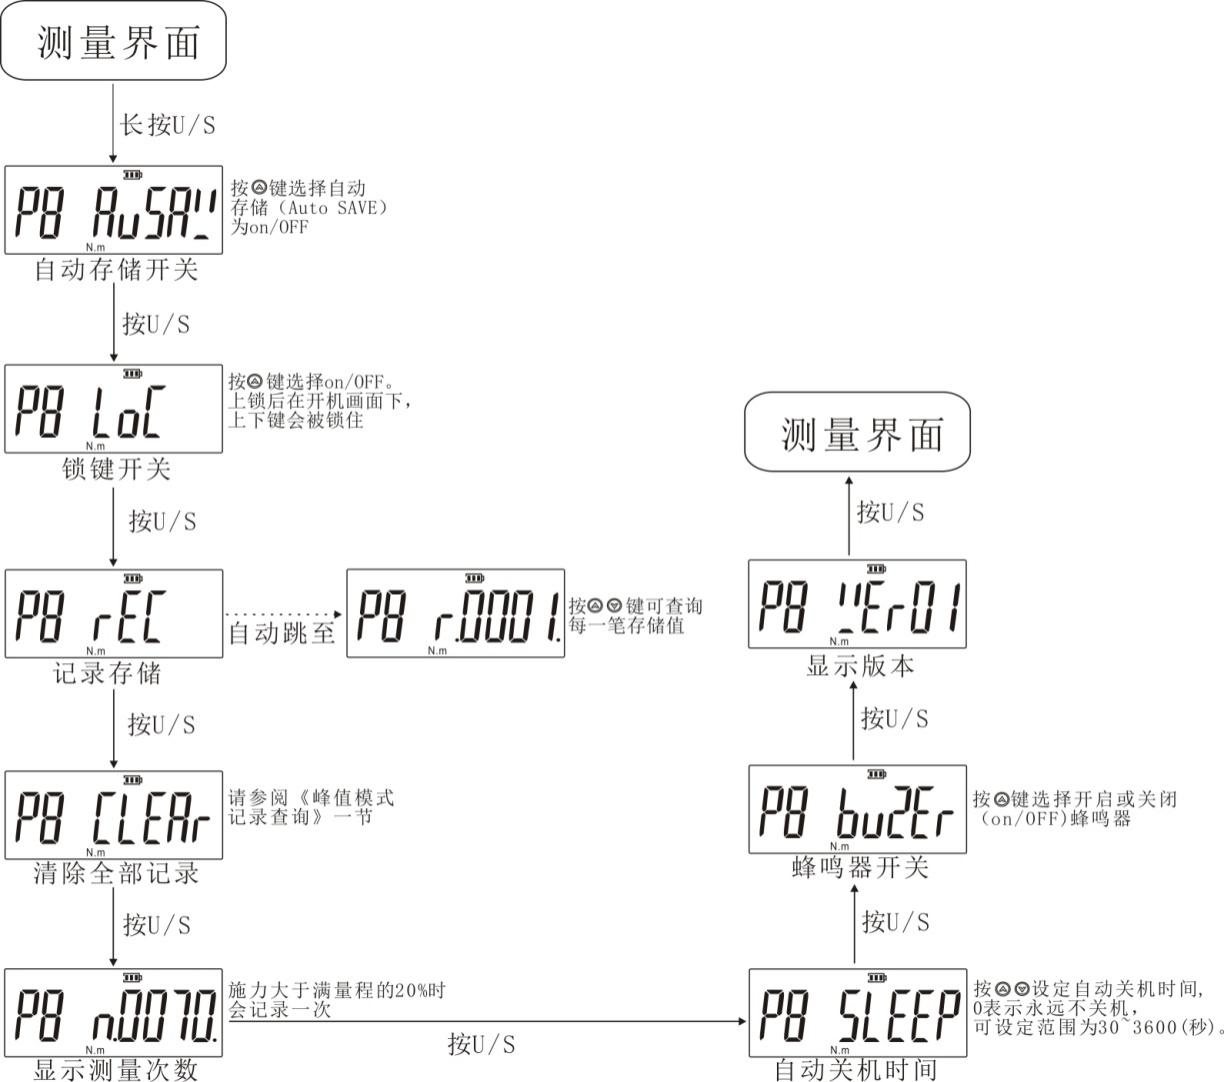 测量界面
长按U/S
P8 AuSAV
N.m
按键选择自动
存储（Auto SAVE）
为on/OFF
自动存储开关
按U/S
P8 LoC
N.m
按键选择on/OFF。
上锁后在开机画面下，
上下键会被锁住
锁键开关
按U/S
P8 rEC
N.m
记录存储
自动跳至
P8 r.0001.
N.m
按键可查询
每一笔存储值
按U/S
P8 CLEAr
N.m
请参阅《峰值模式
记录查询》一节
清除全部记录
按U/S
P8 n.0070.
N.m
施力大于满量程的20%时
会记录一次
显示测量次数
按U/S
P8 SLEEP
N.m
按设定自动关机时间，
0表示永远不关机，
可设定范围为30~3600(秒)。
自动关机时间
按U/S
P8 buZEr
N.m
按键选择开启或关闭
（on/OFF)蜂鸣器
蜂鸣器开关
按U/S
P8 VEr01
N.m
显示版本
按U/S
测量界面